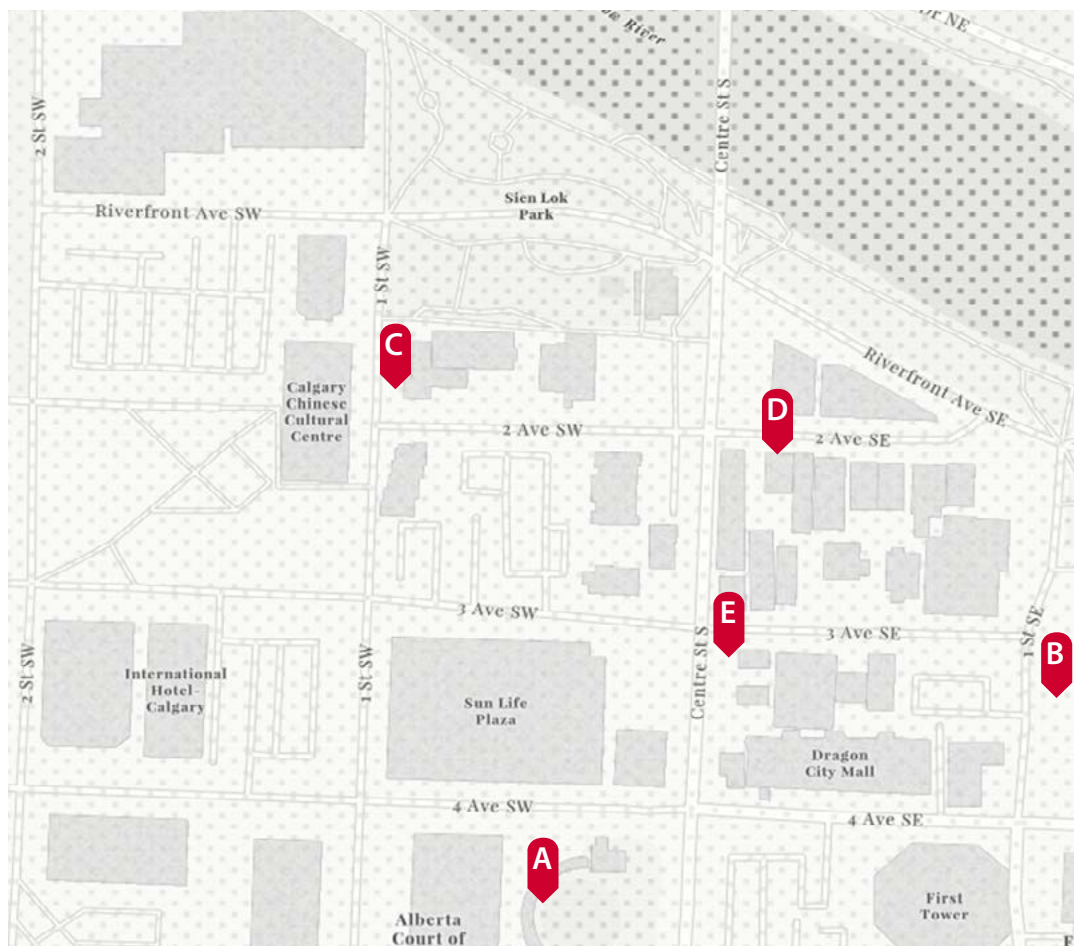 River
Dr NE
2 St SW
Centre St S
Riverfront Ave SW
Sien Lok
Park
1 St SW
C
Calgary
Chinese
Cultural
Centre
Riverfront Ave SE
D
2 Ave SW
2 Ave SE
3 Ave SW
E
3 Ave SE
1 St SE
B
2 St SW
International
Hotel-
Calgary
1 St SW
Sun Life
Plaza
Centre St S
Dragon
City Mall
4 Ave SW
4 Ave SE
A
First
Tower
Alberta
Court of